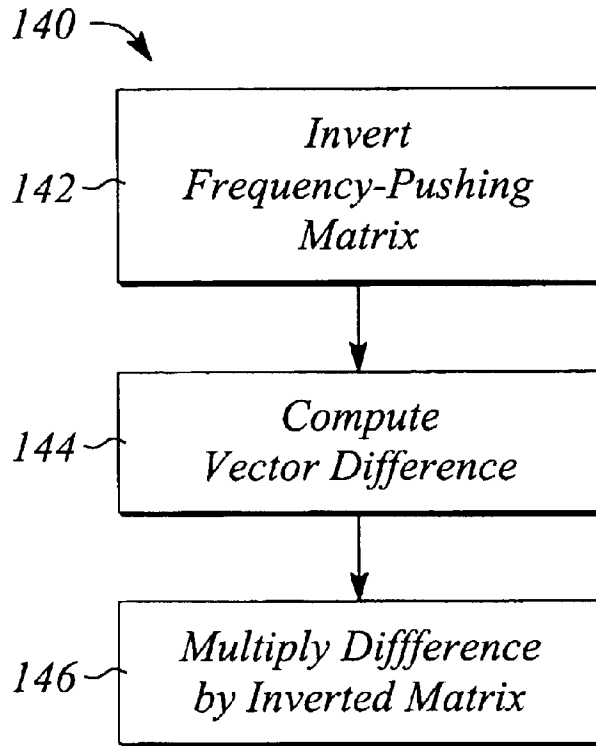 140
Invert
Frequency-Pushing
Matrix
142
Compute
Vector Difference
144
Multiply Diffference
by Inverted Matrix
146